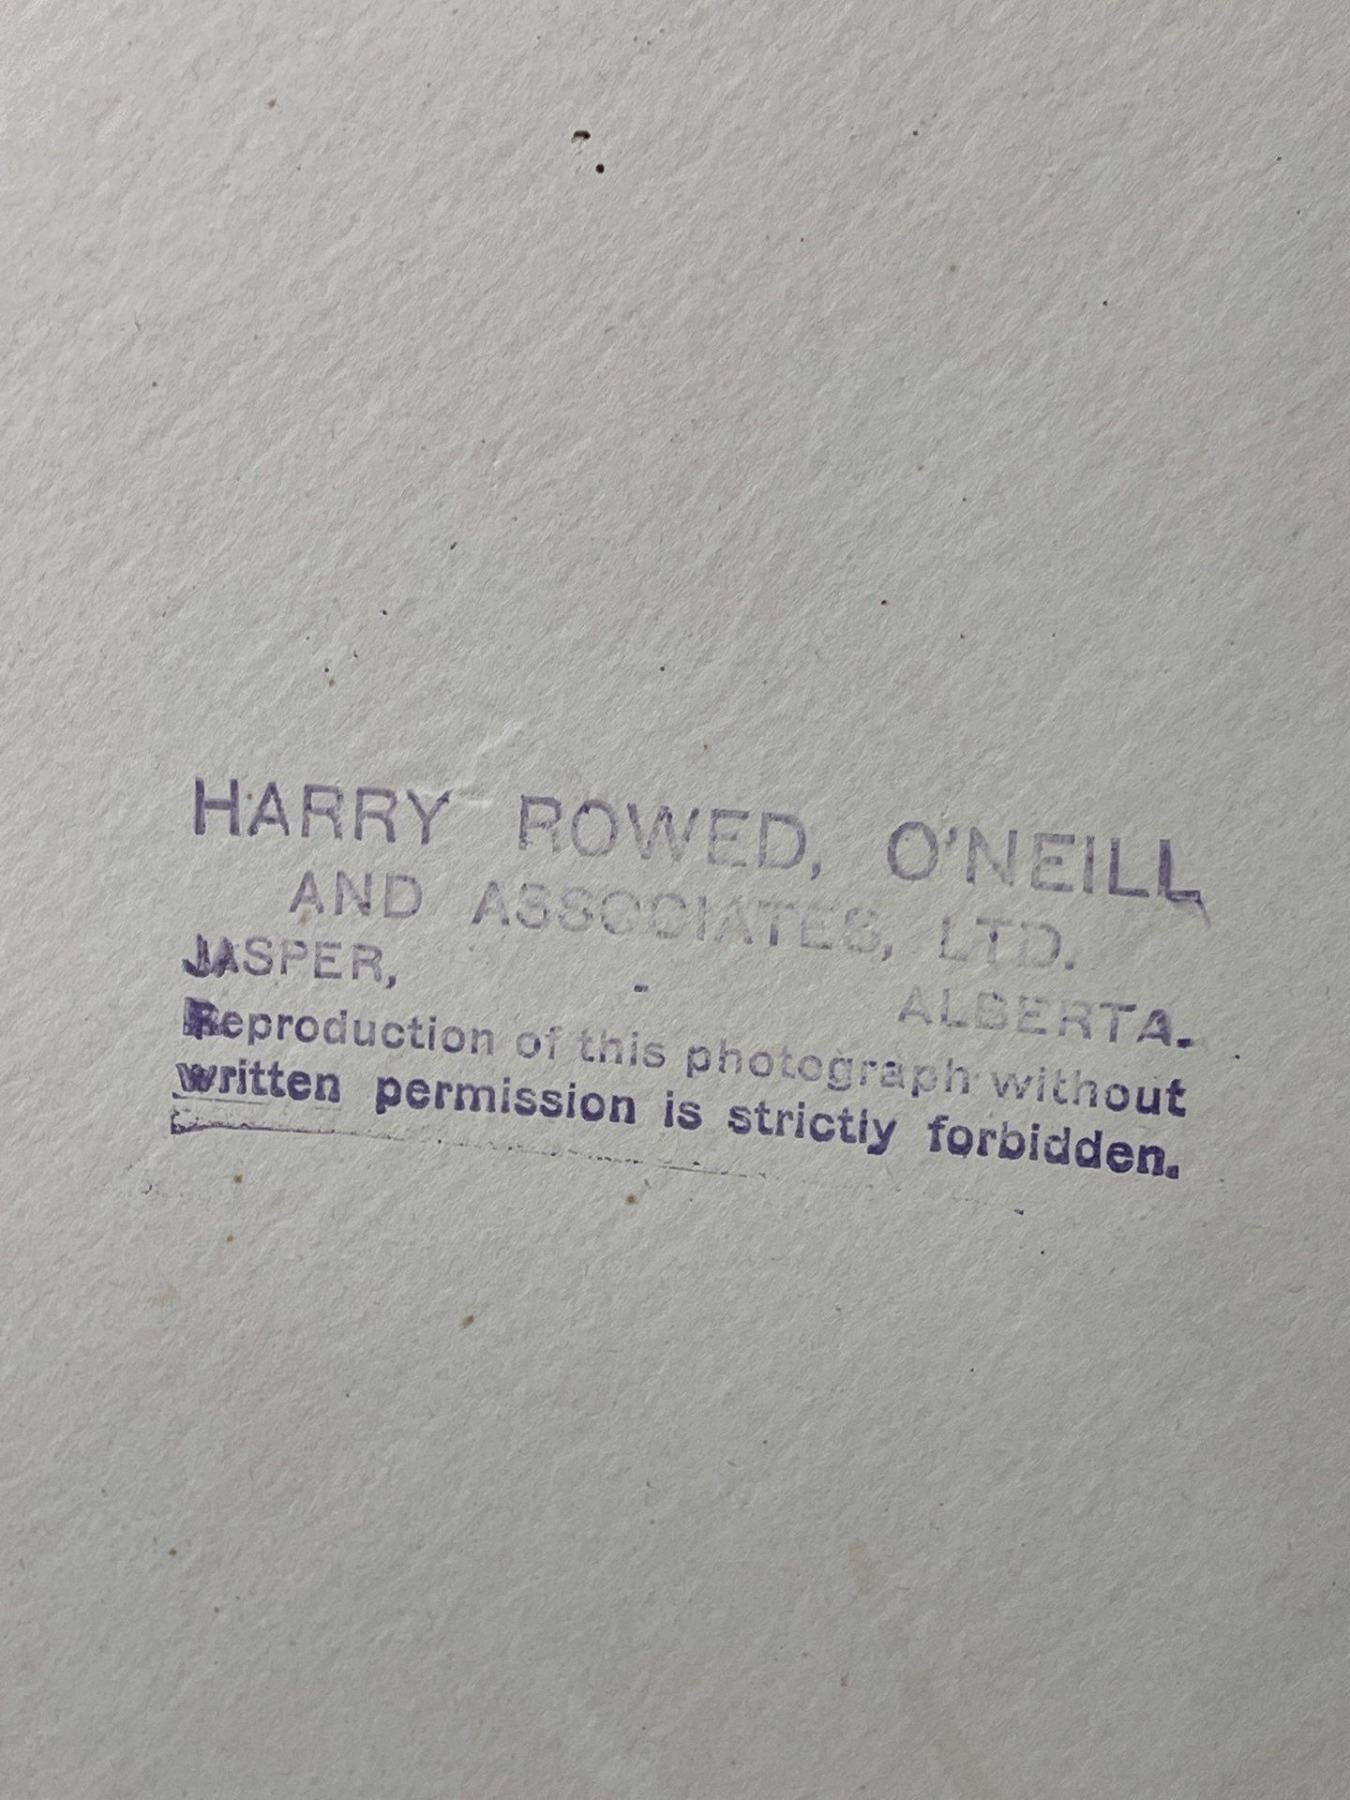 HARRY ROWED, O'NEILL
AND ASSOCIATES, LTD.
JASPER, - ALBERTA.
Reproduction of this photograph without
written permission is strictly forbidden.